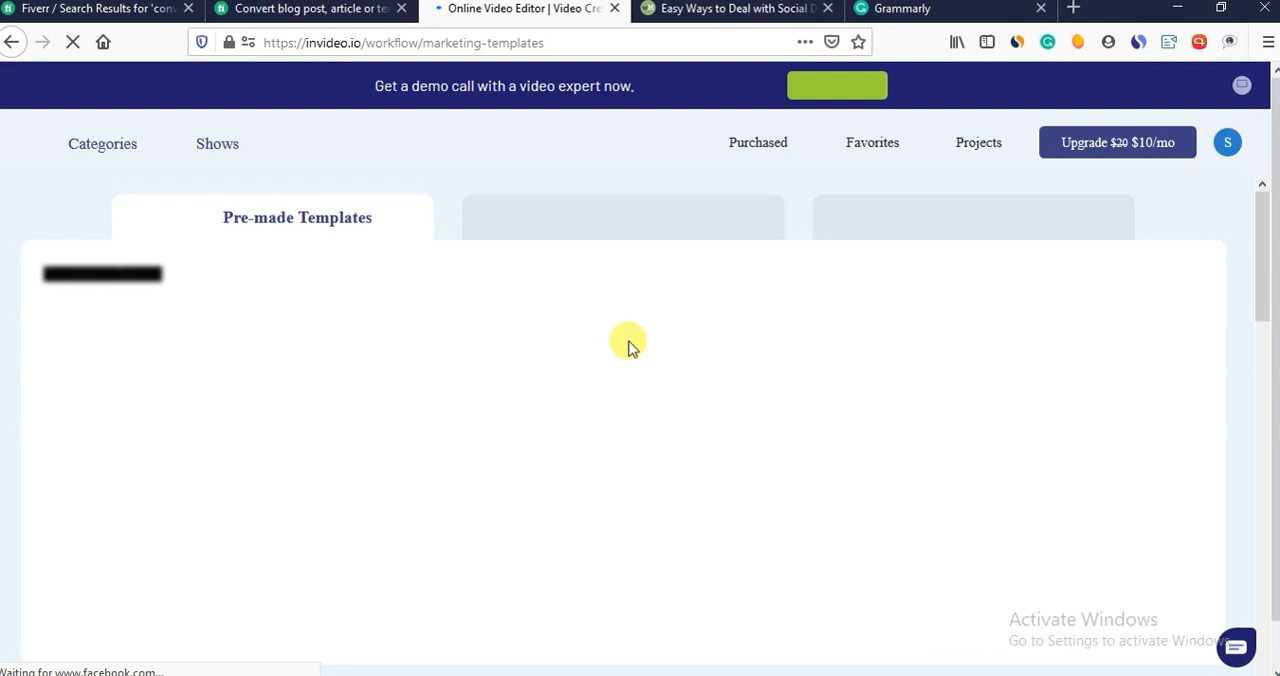 Fiverr / Search Results for 'con
Convert blog post, article or te
Online Video Editor | Video Cre
Easy Ways to Deal with Social D
Grammarly
https://invideo.io/workflow/marketing-templates
Get a demo call with a video expert now.
Categories
Shows
Purchased
Favorites
Projects
Upgrade $20 $10/mo
S
Pre-made Templates
Activate Windows
Go to Settings to activate Windows
Waiting for www.facebook.com...